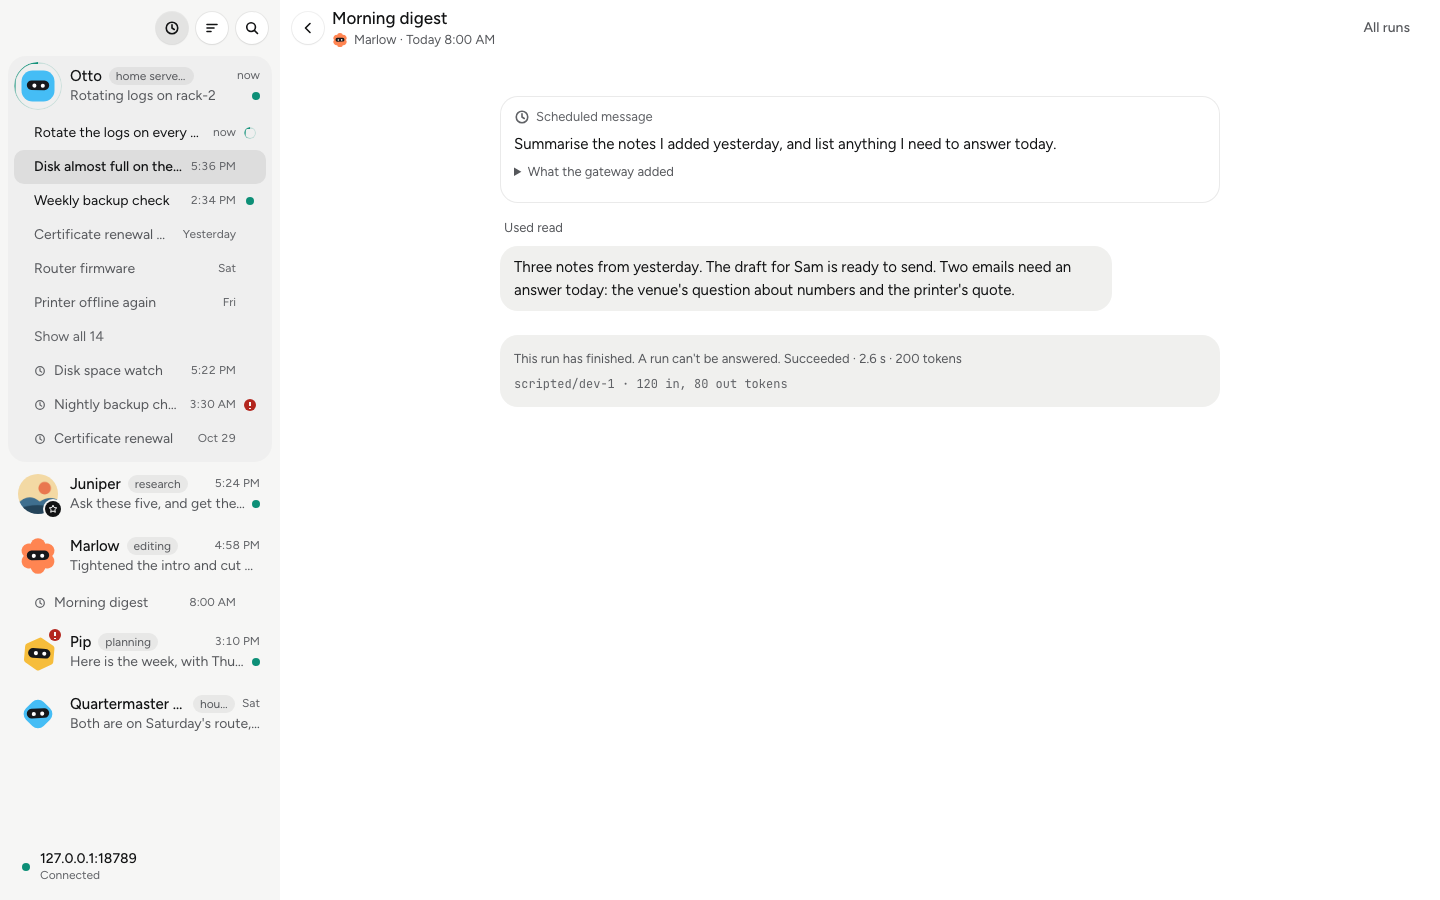 Otto home serve... now
Rotating logs on rack-2
Rotate the logs on every ... now
Disk almost full on the... 5:36 PM
Weekly backup check 2:34 PM
Certificate renewal ... Yesterday
Router firmware Sat
Printer offline again Fri
Show all 14
Disk space watch 5:22 PM
Nightly backup ch... 3:30 AM
Certificate renewal Oct 29
Juniper research 5:24 PM
Ask these five, and get the...
Marlow editing 4:58 PM
Tightened the intro and cut ...
Morning digest 8:00 AM
Pip planning 3:10 PM
Here is the week, with Thu...
Quartermaster ... hou... Sat
Both are on Saturday's route,...
127.0.0.1:18789
Connected
Morning digest
Marlow · Today 8:00 AM
All runs
Scheduled message
Summarise the notes I added yesterday, and list anything I need to answer today.
What the gateway added
Used read
Three notes from yesterday. The draft for Sam is ready to send. Two emails need an
answer today: the venue's question about numbers and the printer's quote.
This run has finished. A run can't be answered. Succeeded · 2.6 s · 200 tokens
scripted/dev-1 · 120 in, 80 out tokens